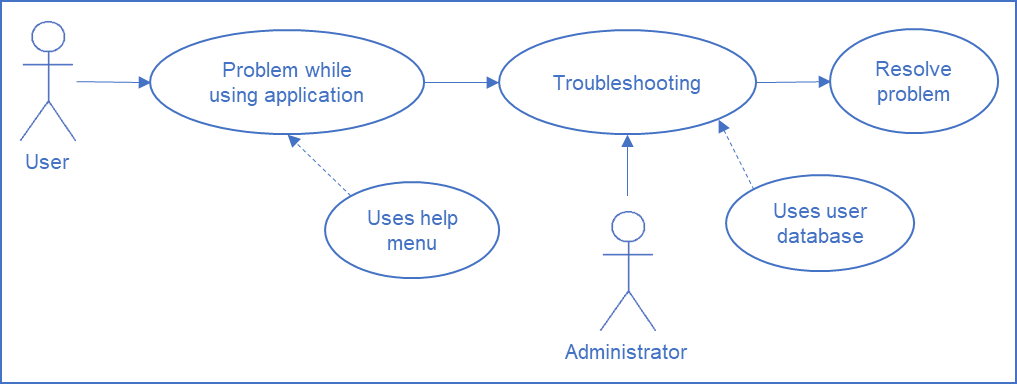 Problem while
using application
Troubleshooting
Resolve
problem
User
Uses help
menu
Uses user
database
Administrator